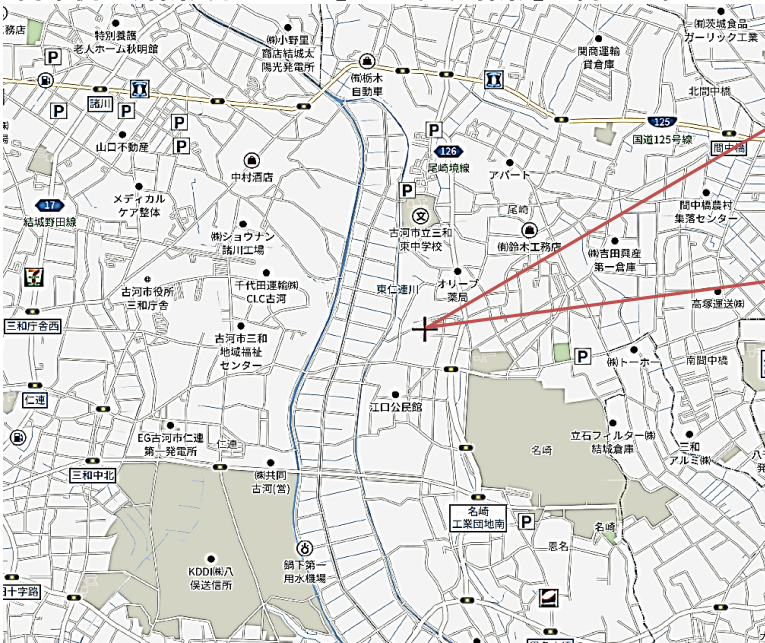 務店
特別養護
老人ホーム秋明館
㈲小野里
商店結城太
陽光発電所
㈲栃木
自動車
関商運輸
貸倉庫
㈲茨城食品
ガーリック工業
P
諸川
P
P
P
P
山口不動産
中村酒店
P
126
尾崎境線
アパート
125
国道125号線
北間中橋
間中橋
17
結城野田線
メディカル
ケア整体
㈱ショウナン
諸川工場
P
文
古河市立三和
東中学校
尾崎
㈲鈴木工務店
間中橋農村
集落センター
㈱吉田興産
第一倉庫
古河市役所
三和庁舎
千代田運輸㈱
CLC古河
東仁連川
オリーブ
薬局
高塚運送㈱
三和庁舎西
古河市三和
地域福祉
センター
P
㈱トーホー
南間中橋
仁連
江口公民館
EG古河市仁連
第一発電所
仁連
名崎
立石フィルター㈱
結城倉庫
三和
アルミ㈱
三和中北
㈱共同
古河(営)
名崎
工業団地南
P
名崎
恩名
KDDI㈱八
俣送信所
鍋下第一
用水機場
十字路